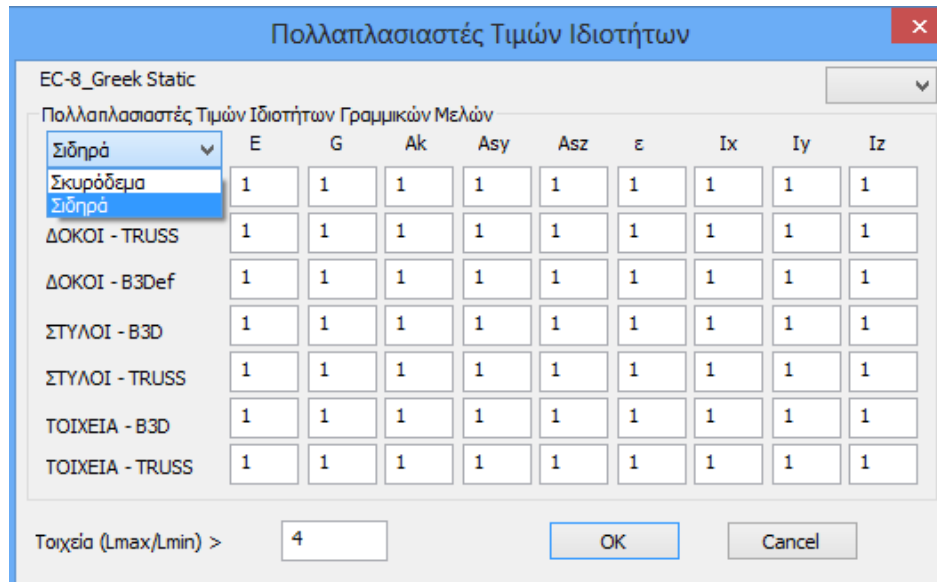 Πολλαπλασιαστές Τιμών Ιδιοτήτων
EC-8_Greek Static
Πολλαπλασιαστές Τιμών Ιδιοτήτων Γραμμικών Μελών
Σιδηρά E G Ak Asy Asz ε Ix Iy Iz
Σκυρόδεμα 1 1 1 1 1 1 1 1 1
Σιδηρά
ΔΟΚΟΙ - TRUSS 1 1 1 1 1 1 1 1 1
ΔΟΚΟΙ - B3Def 1 1 1 1 1 1 1 1 1
ΣΤΥΛΟΙ - B3D 1 1 1 1 1 1 1 1 1
ΣΤΥΛΟΙ - TRUSS 1 1 1 1 1 1 1 1 1
ΤΟΙΧΕΙΑ - B3D 1 1 1 1 1 1 1 1 1
ΤΟΙΧΕΙΑ - TRUSS 1 1 1 1 1 1 1 1 1
Τοιχεία (Lmax/Lmin) > 4 OK Cancel